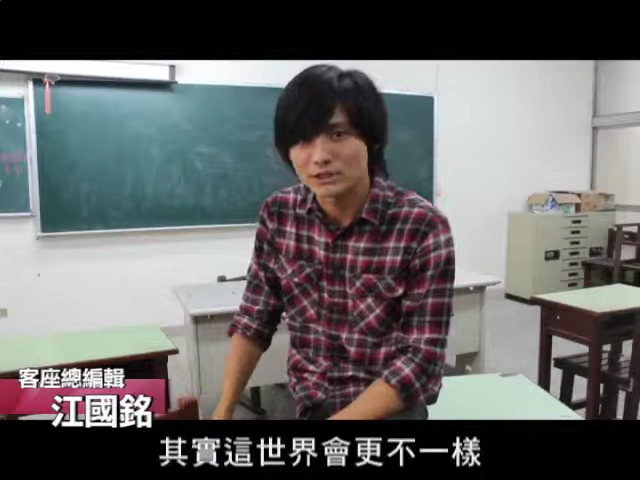 客座總編輯
江國銘
其實這世界會更不一樣